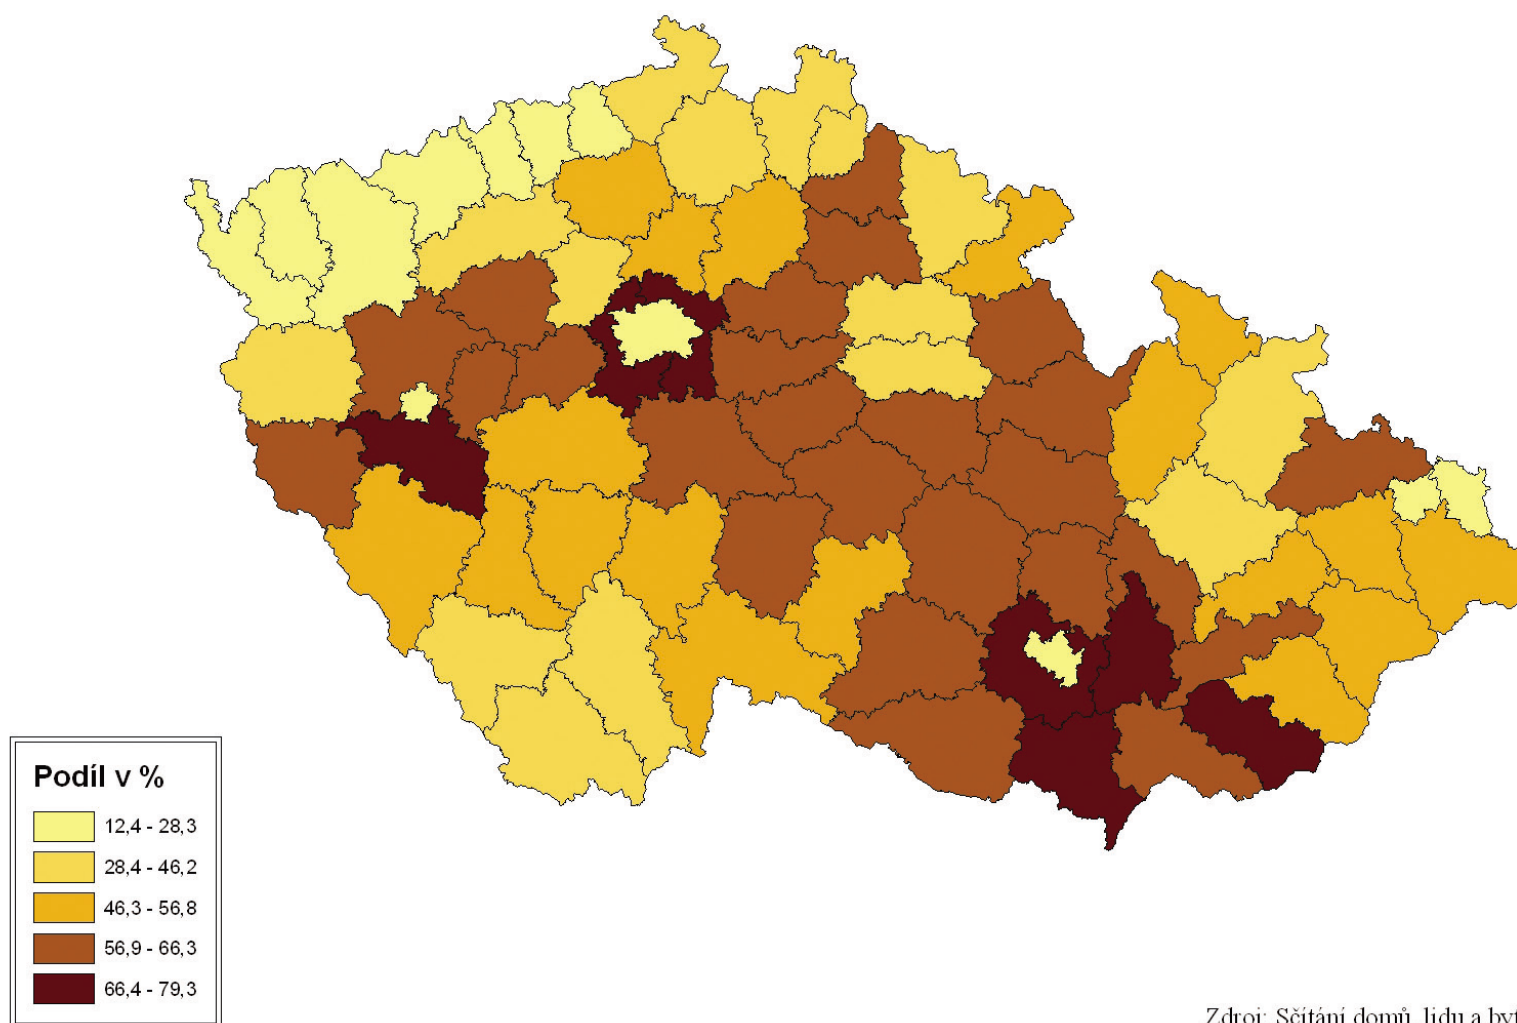 Podíl v %
12,4 - 28,3
28,4 - 46,2
46,3 - 56,8
56,9 - 66,3
66,4 - 79,3
Zdroj: Sčítání domů, lidu a byt